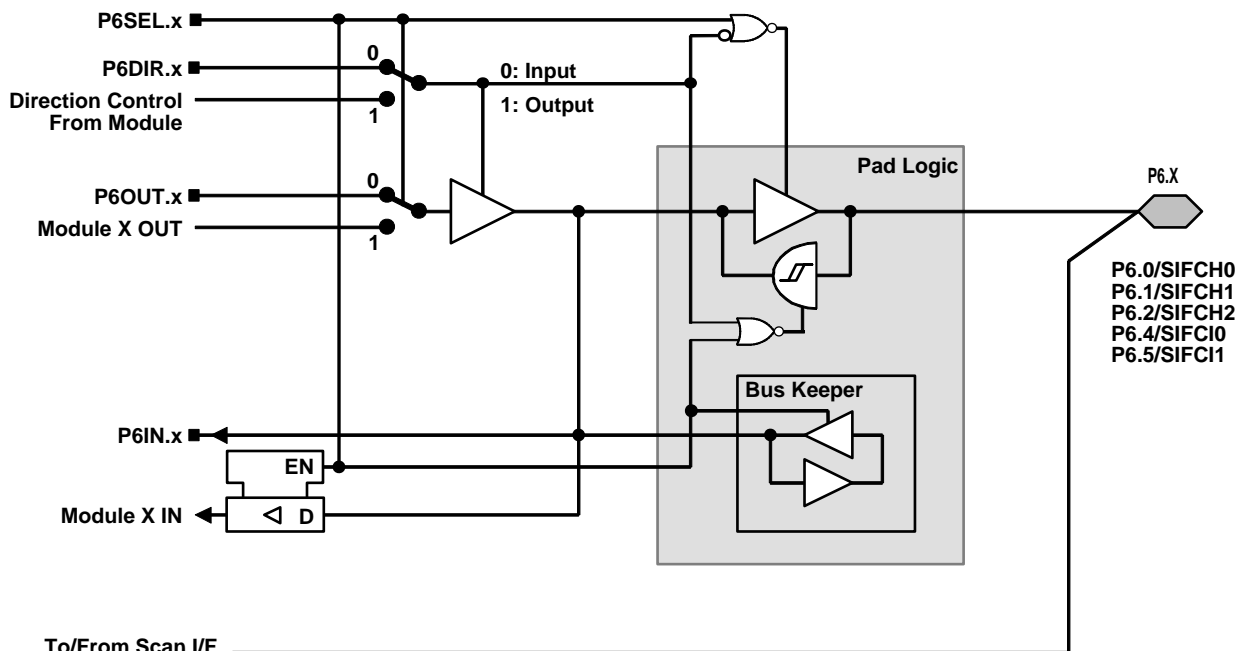 P6SEL.x
P6DIR.x
0
0: Input
Direction Control
From Module
1
1: Output
P6OUT.x
0
Module X OUT
1
Pad Logic
P6.X
P6.0/SIFCH0
P6.1/SIFCH1
P6.2/SIFCH2
P6.4/SIFCI0
P6.5/SIFCI1
Bus Keeper
P6IN.x
EN
Module X IN
D
To/From Scan I/F